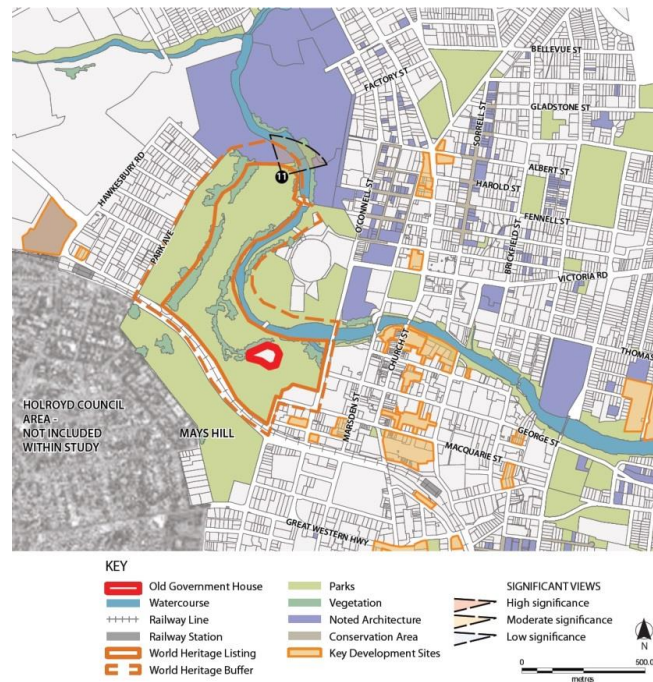 BELLEVUE ST
FACTORY ST
GLADSTONE ST
SORRELL ST
HAWKESBURY RD
ALBERT ST
11
HAROLD ST
O'CONNELL ST
FENNELL ST
PARK AVE
BRICKFIELD ST
VICTORIA RD
CHURCH ST
THOMAS
HOLROYD COUNCIL
AREA -
NOT INCLUDED
WITHIN STUDY
MAYS HILL
MARSDEN ST
GEORGE ST
MACQUARIE ST
GREAT WESTERN HWY
KEY
Old Government House
Watercourse
Railway Line
Railway Station
World Heritage Listing
World Heritage Buffer
Parks
Vegetation
Noted Architecture
Conservation Area
Key Development Sites
SIGNIFICANT VIEWS
High significance
Moderate significance
Low significance
N
0 500.0
metres